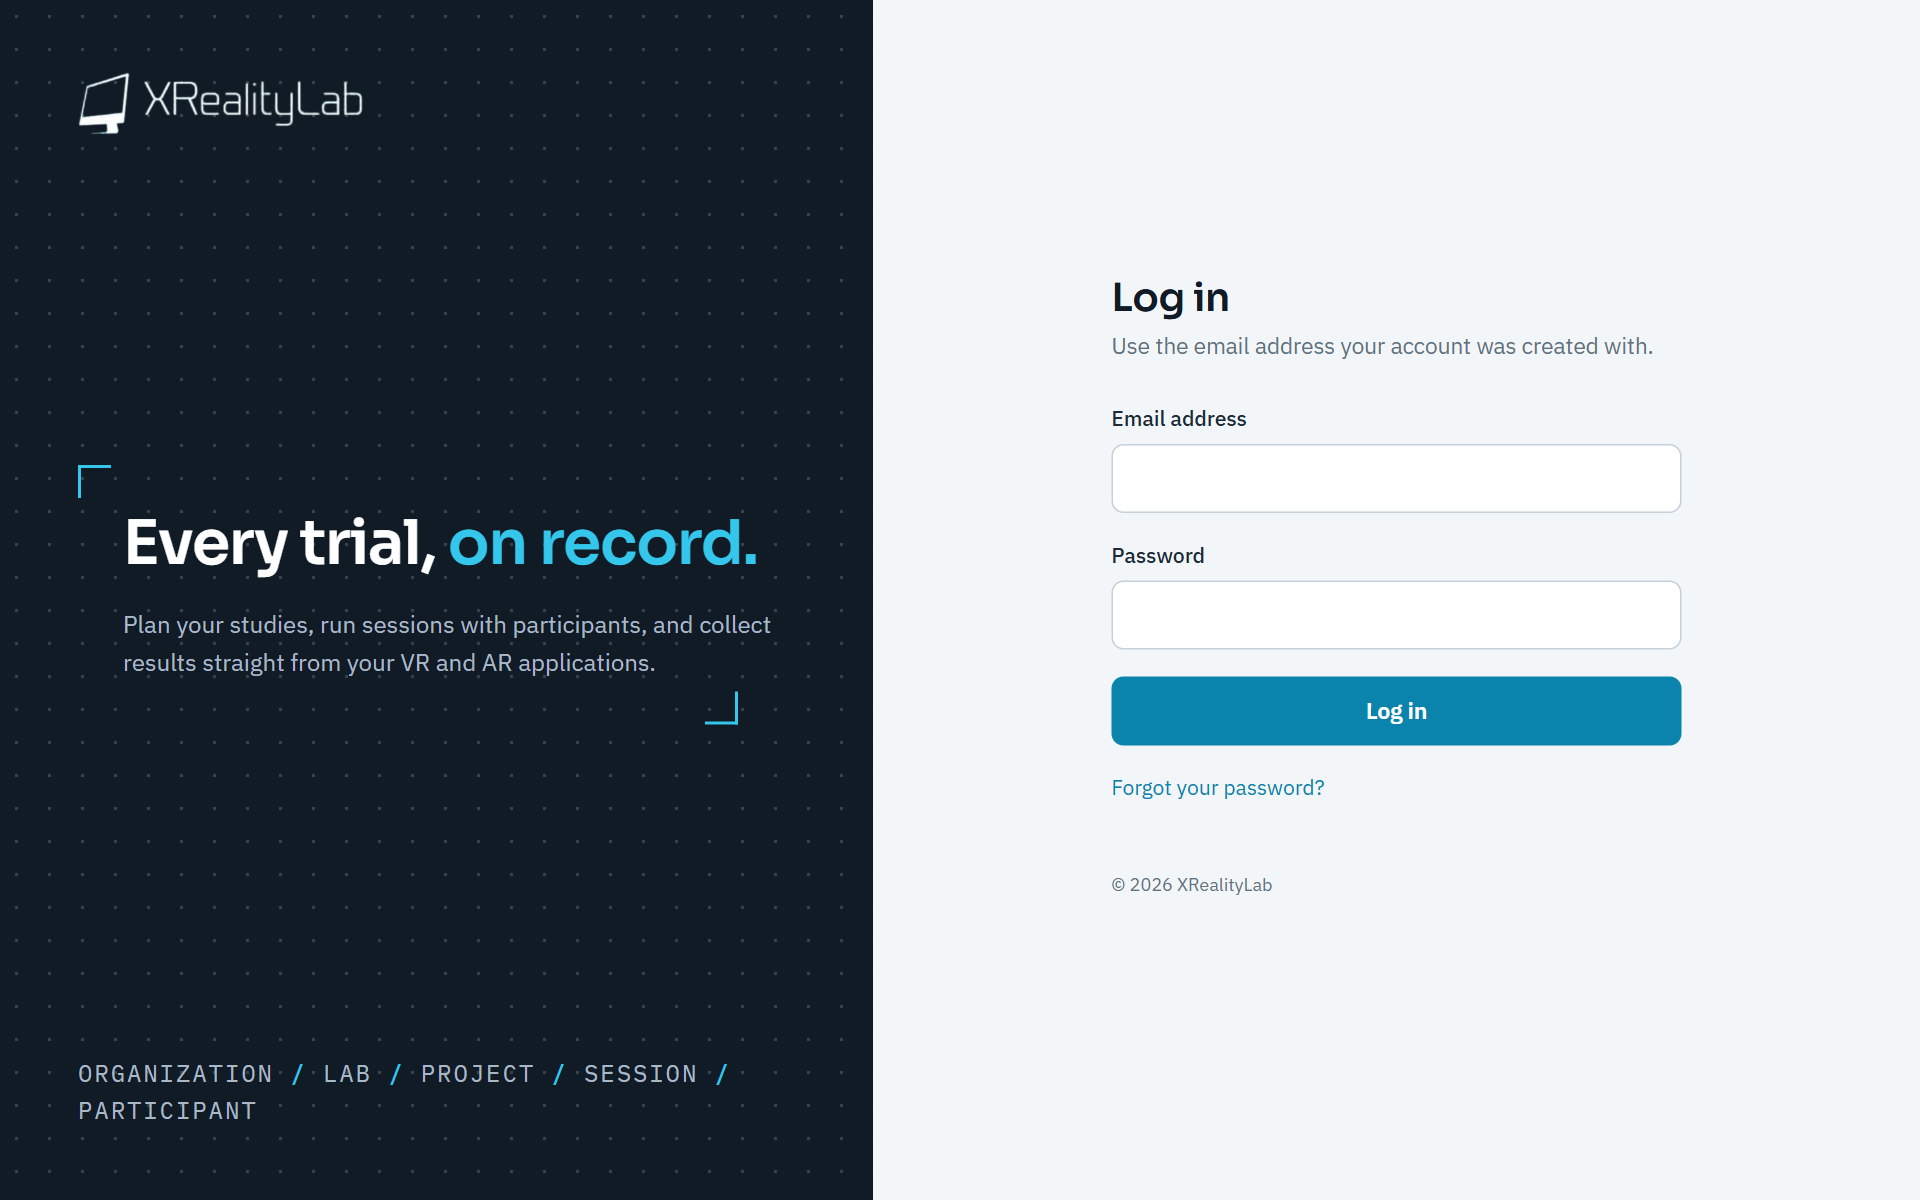 XRealityLab
Every trial, on record.
Plan your studies, run sessions with participants, and collect
results straight from your VR and AR applications.
ORGANIZATION / LAB / PROJECT / SESSION /
PARTICIPANT
Log in
Use the email address your account was created with.
Email address
Password
Log in
Forgot your password?
© 2026 XRealityLab